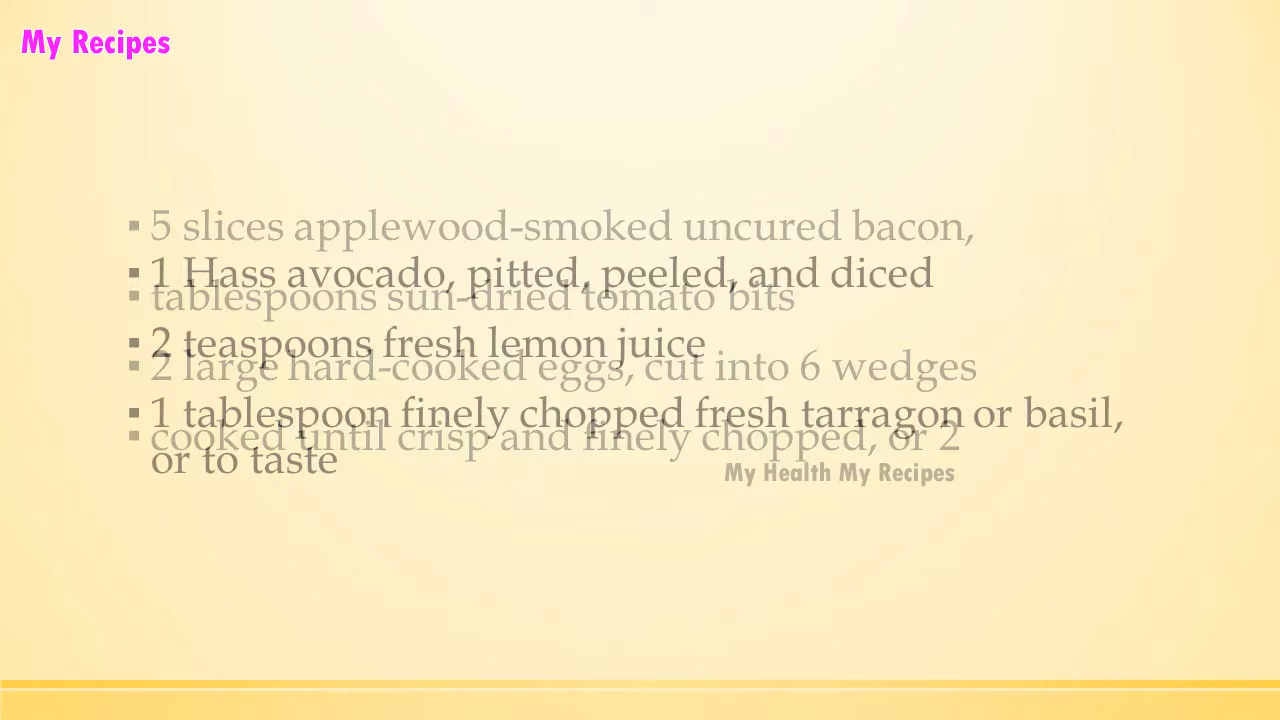 My Recipes
▪ 5 slices applewood-smoked uncured bacon,
▪ 1 Hass avocado, pitted, peeled, and diced
▪ tablespoons sun-dried tomato bits
▪ 2 teaspoons fresh lemon juice
▪ 2 large hard-cooked eggs, cut into 6 wedges
▪ 1 tablespoon finely chopped fresh tarragon or basil,
▪ cooked until crisp and finely chopped, or 2
or to taste
My Health My Recipes